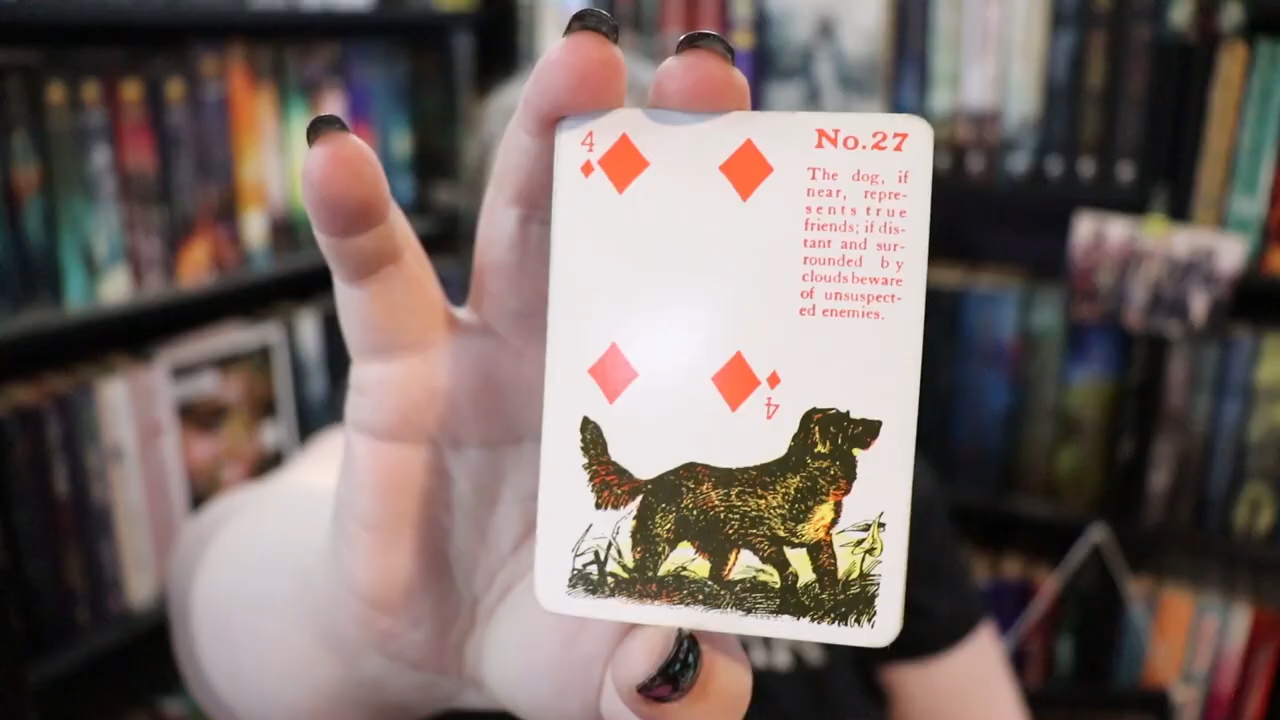 4
No.27
The dog, if
near, repre-
sents true
friends; if dis-
tant and sur-
rounded by
clouds beware
of unsuspect-
ed enemies.
4